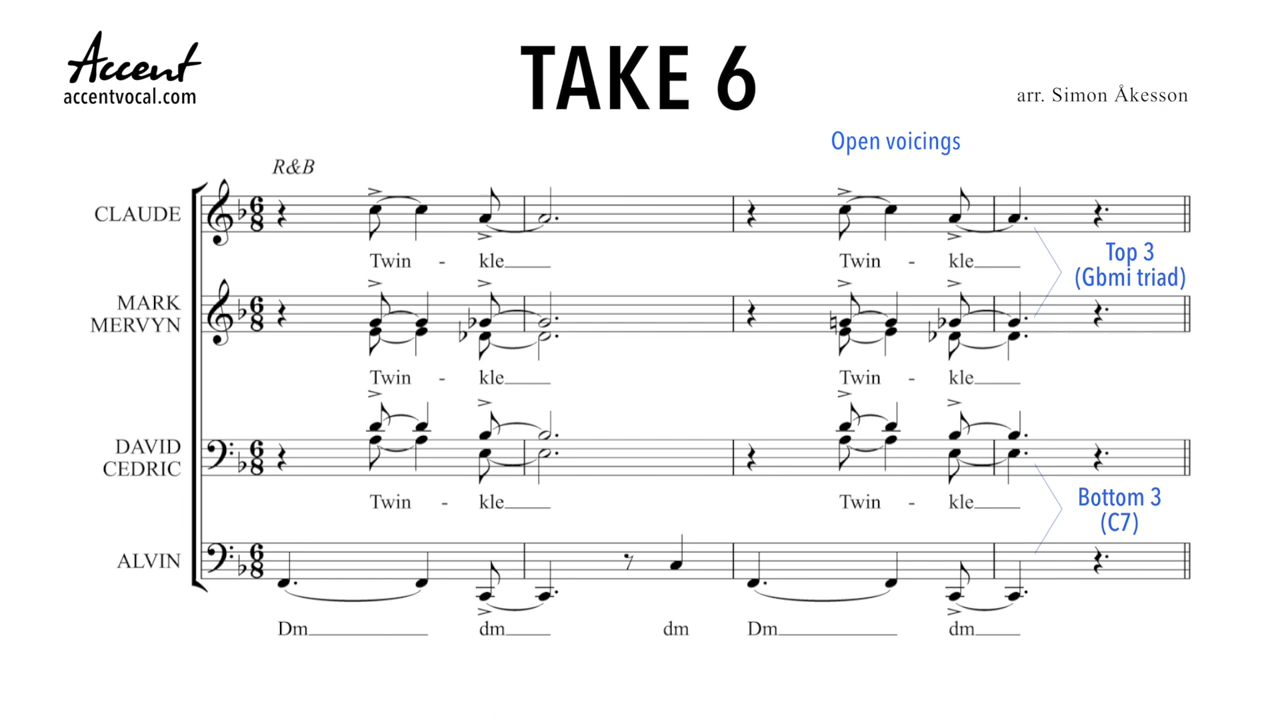 Accent
accentvocal.com
TAKE 6
arr. Simon Åkesson
Open voicings
R&B
CLAUDE
Twin - kle
Twin - kle
Top 3
(Gbmi triad)
MARK
MERVYN
Twin - kle
Twin - kle
DAVID
CEDRIC
Twin - kle
Twin - kle
Bottom 3
(C7)
ALVIN
Dm dm dm Dm dm